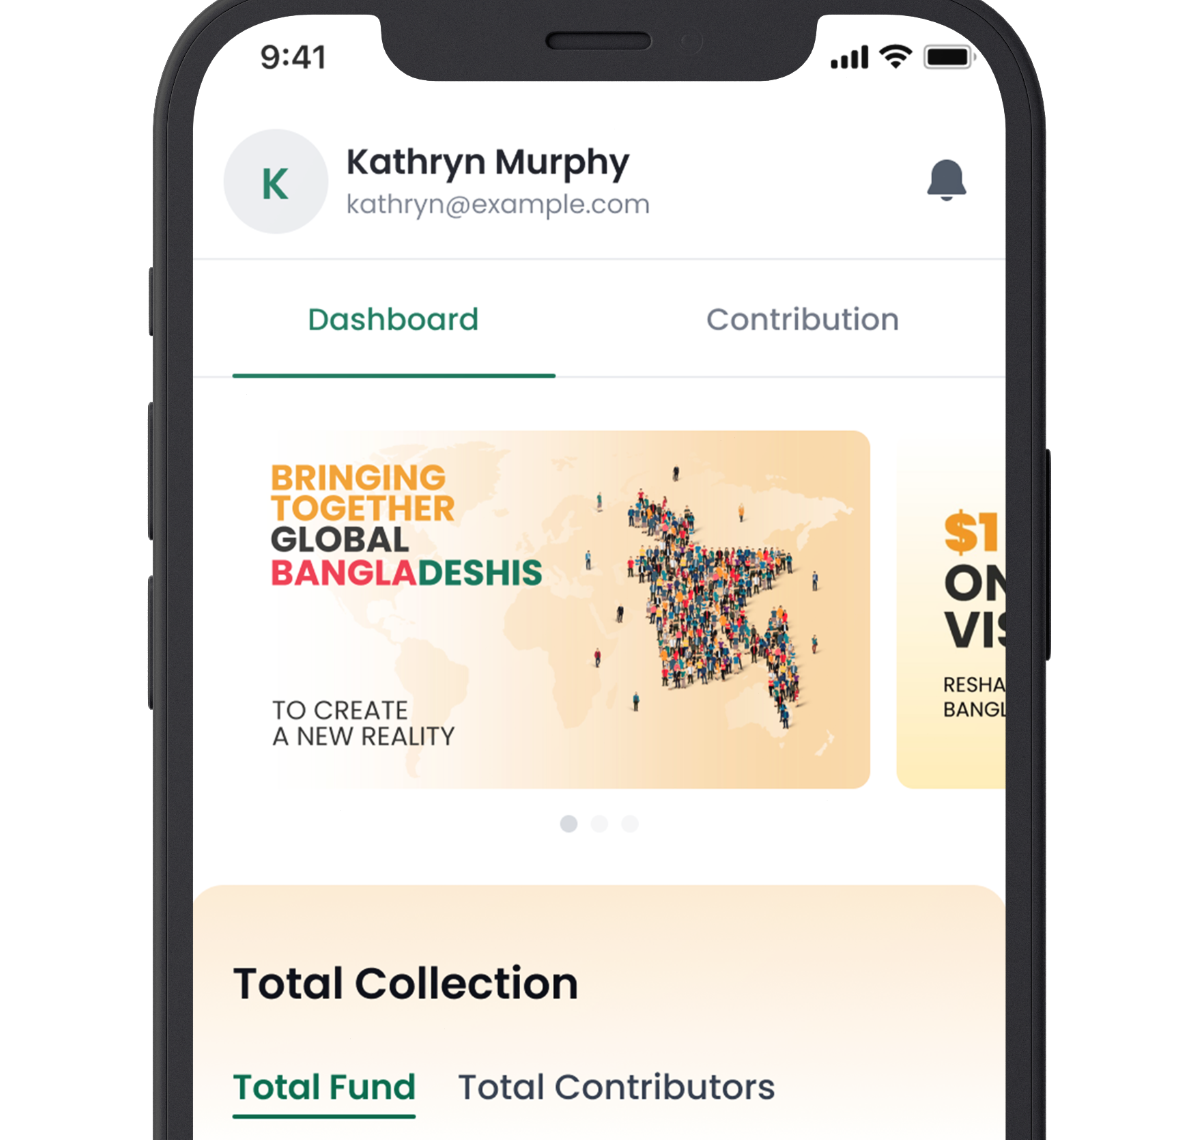 9:41
K
Kathryn Murphy
kathryn@example.com
Dashboard
Contribution
BRINGING
TOGETHER
GLOBAL
BANGLADESHIS
TO CREATE
A NEW REALITY
$1
ON
VIS
RESHA
BANGL
Total Collection
Total Fund
Total Contributors